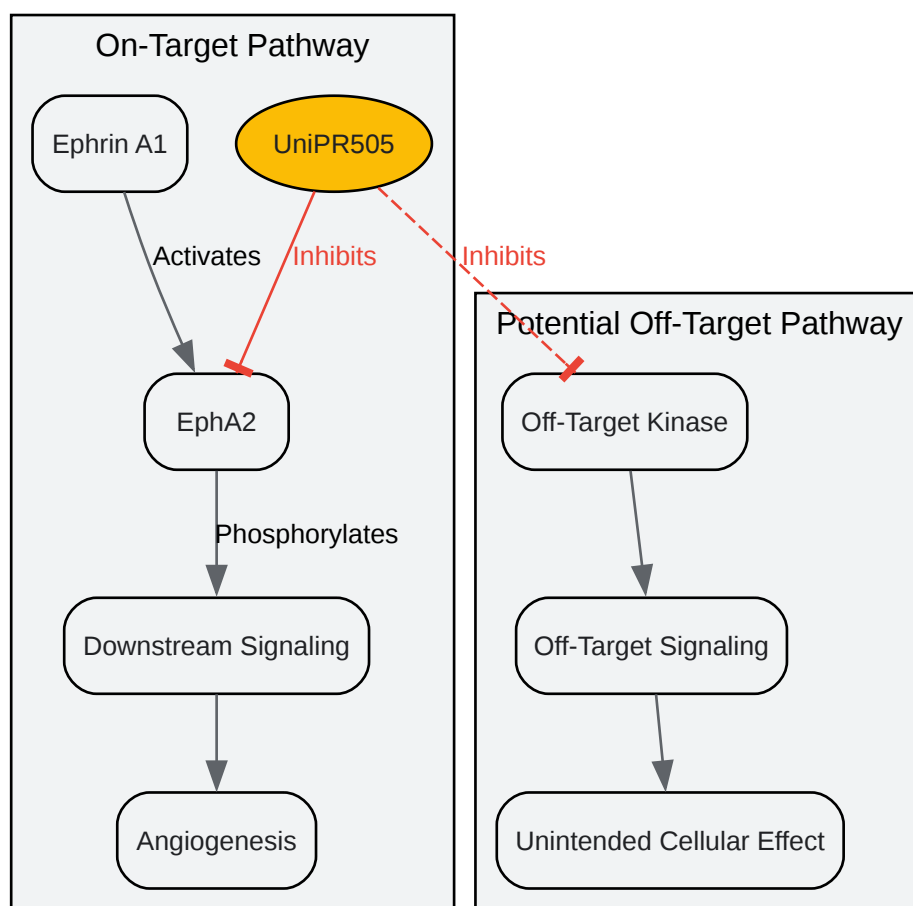 On-Target Pathway
Ephrin A1
UniPR505
Activates
Inhibits
Inhibits
Potential Off-Target Pathway
EphA2
Off-Target Kinase
Phosphorylates
Downstream Signaling
Off-Target Signaling
Angiogenesis
Unintended Cellular Effect